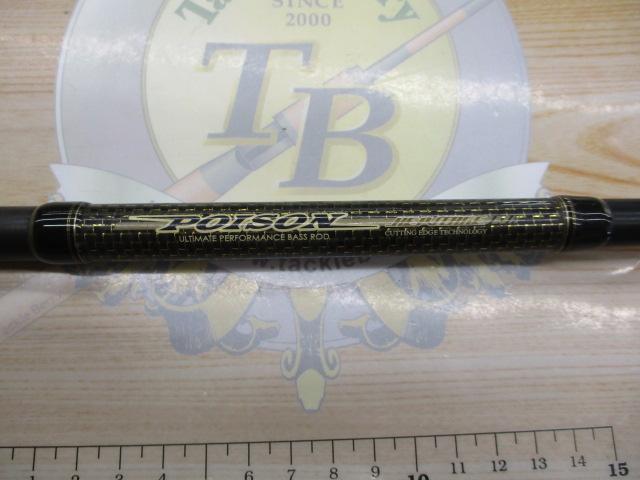 SINCE
2000
TB
POISON
ULTIMATE PERFORMANCE BASS ROD
CUTTING EDGE TECHNOLOGY
1 2 3 4 5 6 7 8 9 10 11 12 13 14 15